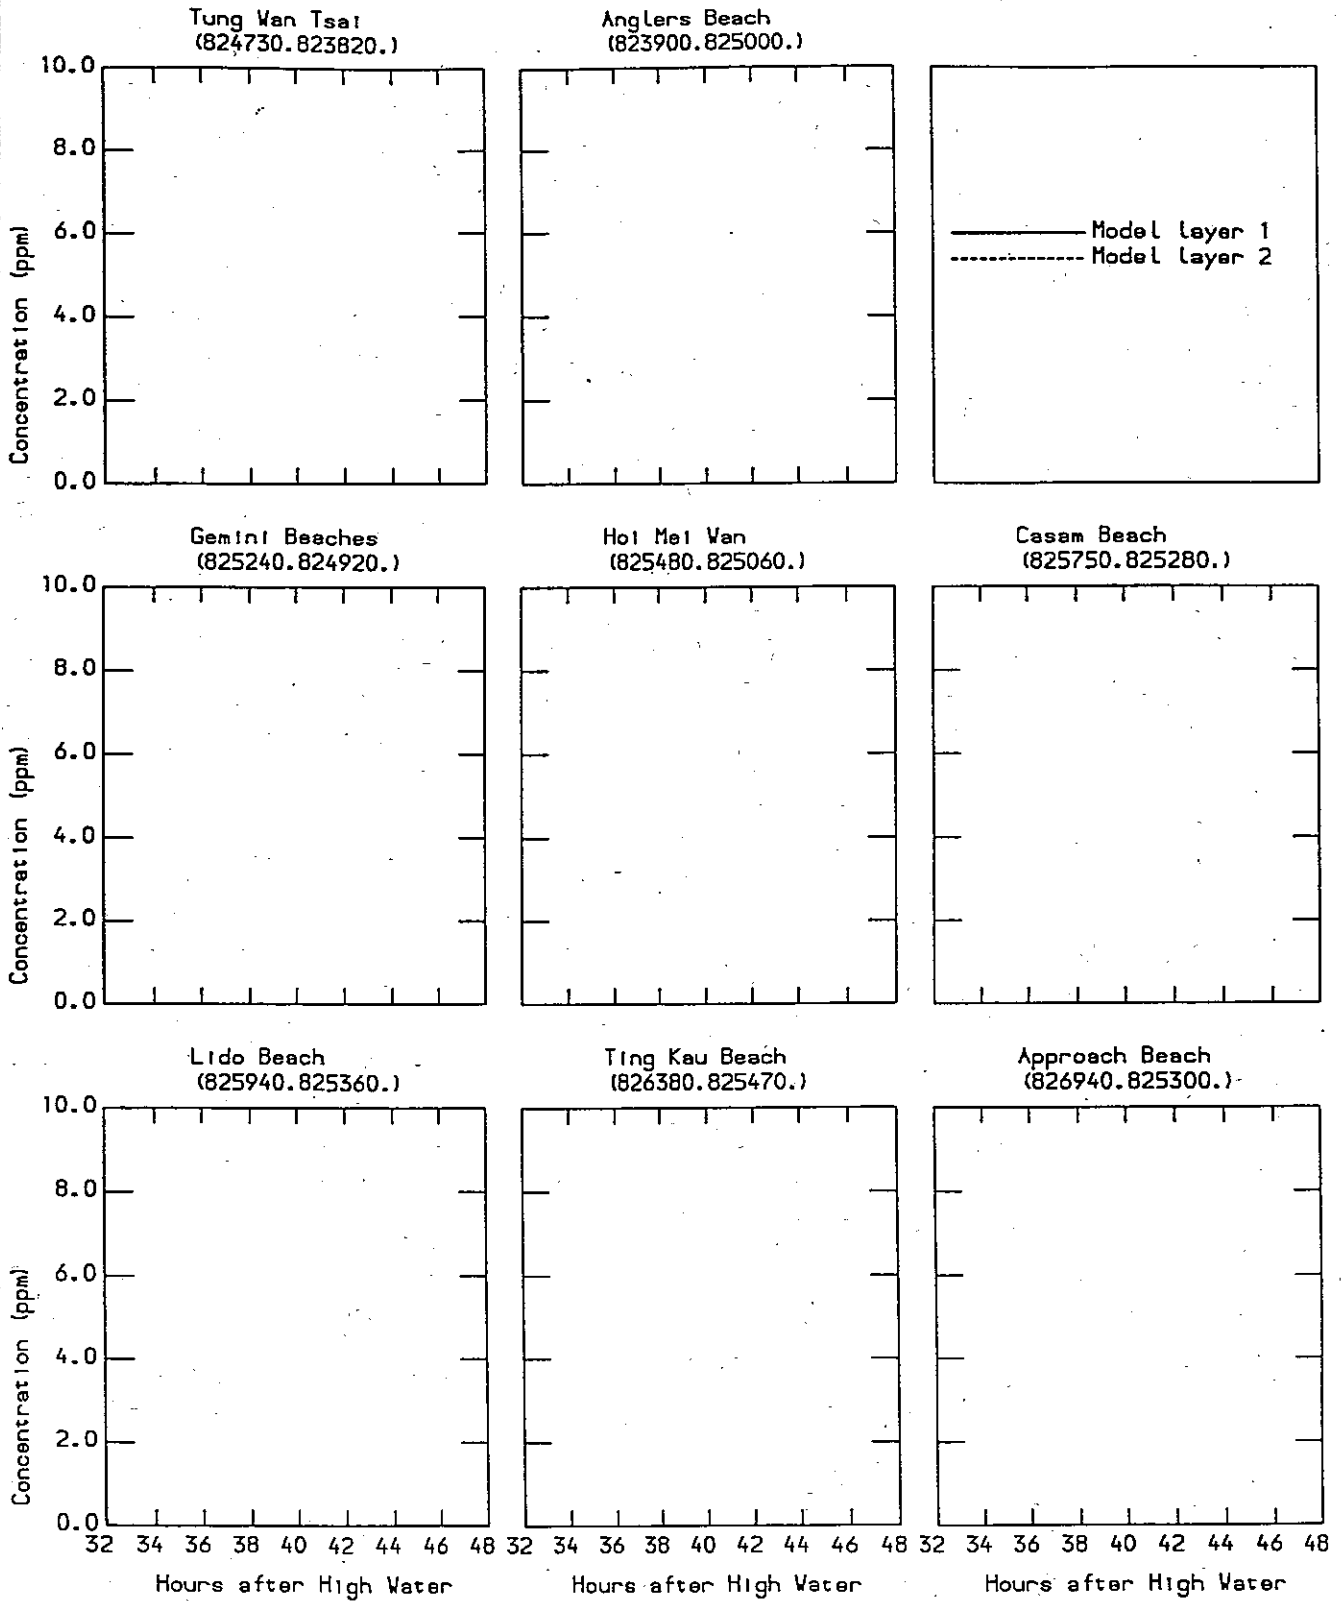 Tung Wan Tsai
(824730.823820.)
Anglers Beach
(823900.825000.)
10.0
8.0
6.0
4.0
2.0
0.0
Concentration (ppm)
Model layer 1
Model layer 2
Gemini Beaches
(825240.824920.)
Hoi Mei Wan
(825480.825060.)
Casam Beach
(825750.825280.)
10.0
8.0
6.0
4.0
2.0
0.0
Concentration (ppm)
Lido Beach
(825940.825360.)
Ting Kau Beach
(826380.825470.)
Approach Beach
(826940.825300.)
10.0
8.0
6.0
4.0
2.0
0.0
Concentration (ppm)
32 34 36 38 40 42 44 46 48
32 34 36 38 40 42 44 46 48
32 34 36 38 40 42 44 46 48
Hours after High Water
Hours after High Water
Hours after High Water